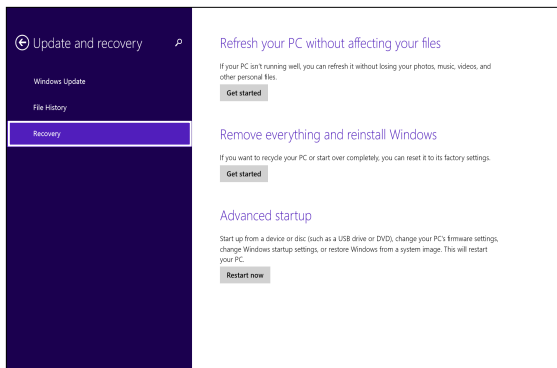 Update and recovery
Windows Update
File History
Recovery
Refresh your PC without affecting your files
If your PC isn't running well, you can refresh it without losing your photos, music, videos, and
other personal files.
Get started
Remove everything and reinstall Windows
If you want to recycle your PC or start over completely, you can reset it to its factory settings.
Get started
Advanced startup
Start up from a device or disc (such as a USB drive or DVD), change your PC's firmware settings,
change Windows startup settings, or restore Windows from a system image. This will restart
your PC.
Restart now